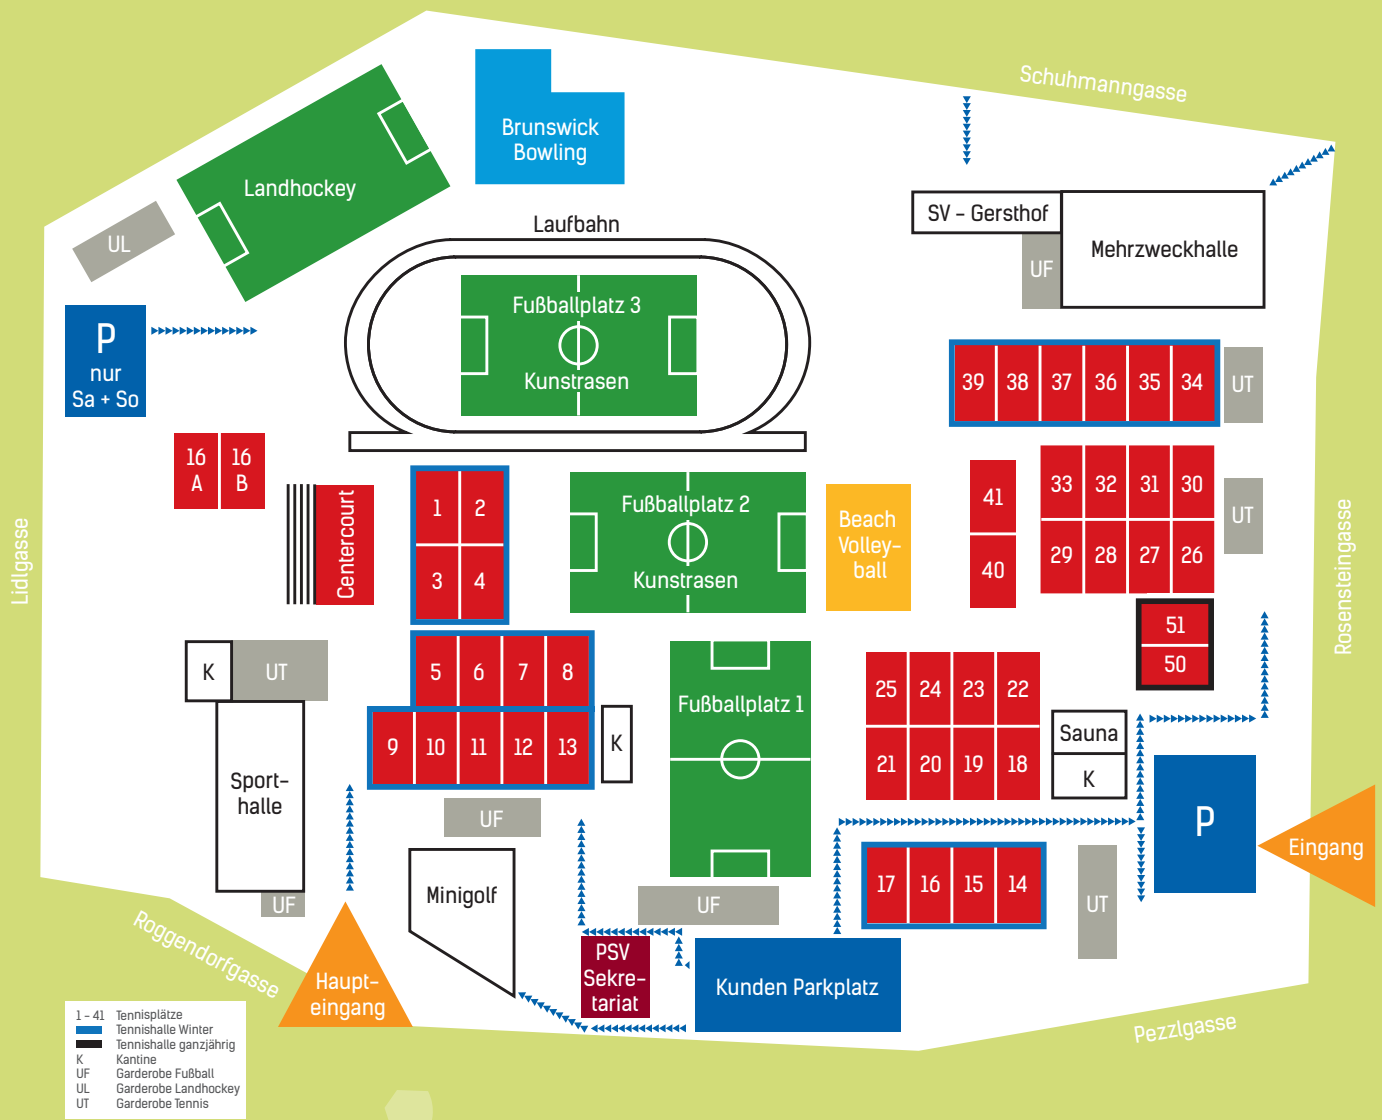 Schuhmanngasse
Brunswick
Bowling
Landhockey
UL
Laufbahn
SV - Gersthof
Mehrzweckhalle
UF
Fußballplatz 3
Kunstrasen
P
nur
Sa + So
39 38 37 36 35 34
UT
16
A
16
B
Centercourt
1 2
3 4
Fußballplatz 2
Kunstrasen
Beach
Volley-
ball
41
40
33 32 31 30
29 28 27 26
UT
Lidlgasse
Rosensteingasse
51
50
K
UT
5 6 7 8
9 10 11 12 13
K
Fußballplatz 1
25 24 23 22
21 20 19 18
Sauna
K
Sport-
halle
UF
UF
P
Eingang
Minigolf
17 16 15 14
UT
UF
Roggendorfgasse
Haupt-
eingang
PSV
Sekre-
tariat
Kunden Parkplatz
Pezzlgasse
1 - 41 Tennisplätze
Tennishalle Winter
Tennishalle ganzjährig
K Kantine
UF Garderobe Fußball
UL Garderobe Landhockey
UT Garderobe Tennis